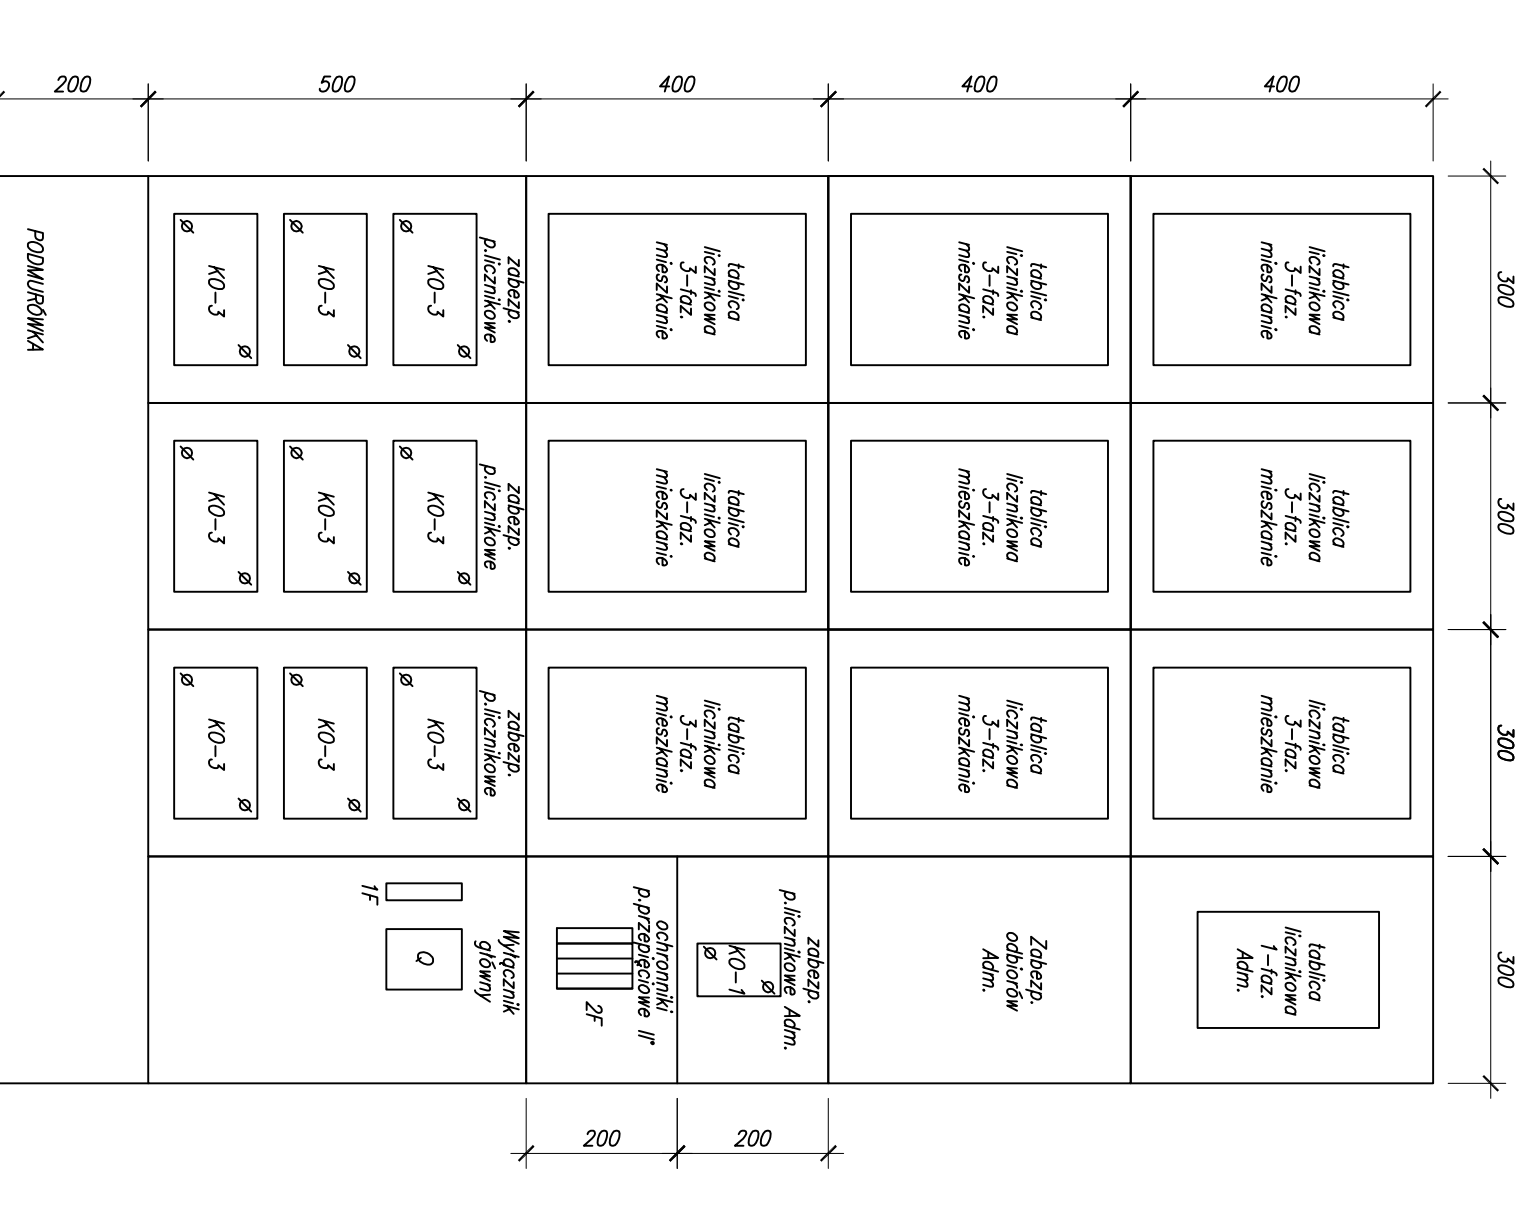 200
500
400
400
400
300
300
300
300
PODMURÓWKA
KO-3
KO-3
KO-3
zabezp.
p.licznikowe
tablica
licznikowa
3-faz.
mieszkanie
tablica
licznikowa
3-faz.
mieszkanie
tablica
licznikowa
3-faz.
mieszkanie
KO-3
KO-3
KO-3
zabezp.
p.licznikowe
tablica
licznikowa
3-faz.
mieszkanie
tablica
licznikowa
3-faz.
mieszkanie
tablica
licznikowa
3-faz.
mieszkanie
KO-3
KO-3
KO-3
zabezp.
p.licznikowe
tablica
licznikowa
3-faz.
mieszkanie
tablica
licznikowa
3-faz.
mieszkanie
tablica
licznikowa
3-faz.
mieszkanie
1F
Q
Wyłącznik
główny
ochronniki
p.przepięciowe II°
2F
zabezp.
p.licznikowe Adm.
KO-1
Zabezp.
odbiorów
Adm.
tablica
licznikowa
1-faz.
Adm.
200
200